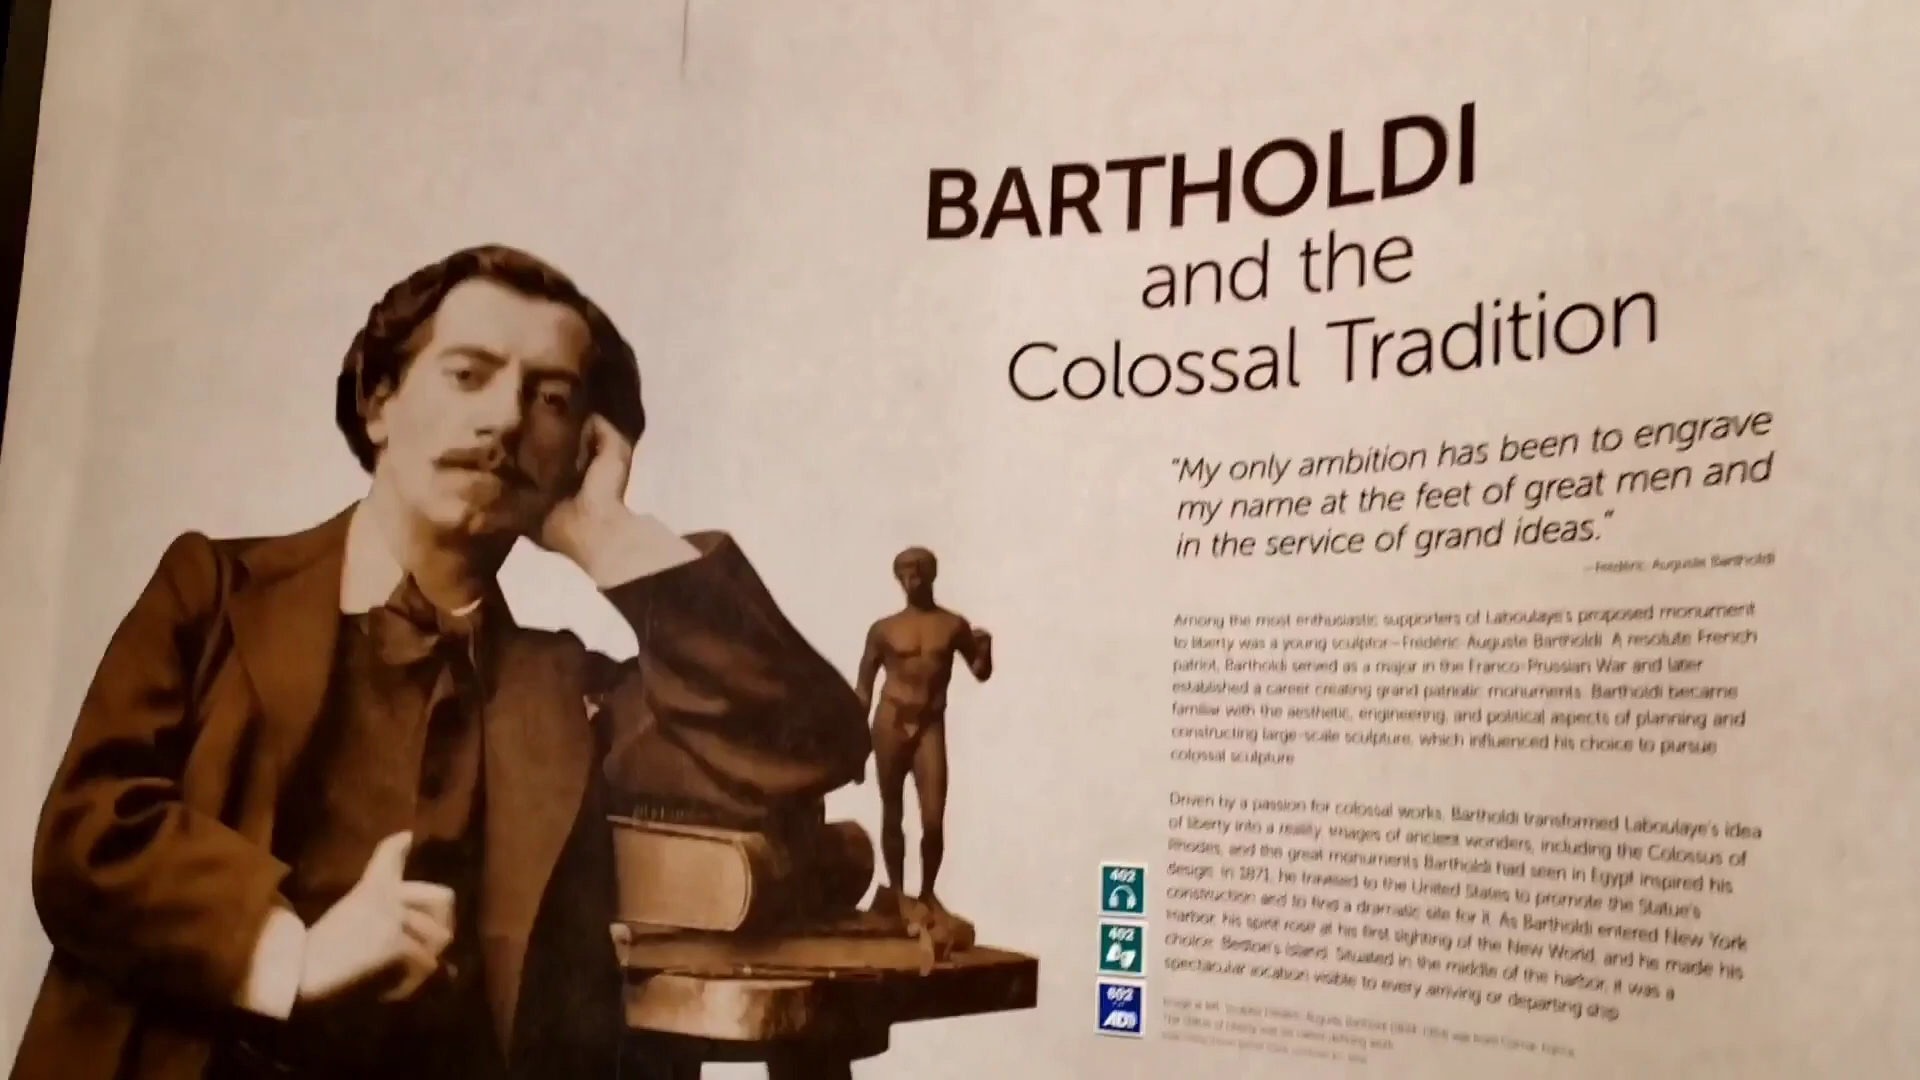 BARTHOLDI
and the
Colossal Tradition
"My only ambition has been to engrave
my name at the feet of great men and
in the service of grand ideas."
—Frédéric-Auguste Bartholdi
Among the most enthusiastic supporters of Laboulaye's proposed monument
to liberty was a young sculptor—Frédéric-Auguste Bartholdi. A resolute French
patriot, Bartholdi served as a major in the Franco-Prussian War and later
established a career creating grand patriotic monuments. Bartholdi became
familiar with the aesthetic, engineering, and political aspects of planning and
constructing large-scale sculpture, which influenced his choice to pursue
colossal sculpture.
Driven by a passion for colossal works, Bartholdi transformed Laboulaye's idea
of liberty into a reality. Images of ancient wonders, including the Colossus of
Rhodes, and the great monuments Bartholdi had seen in Egypt inspired his
design. In 1871, he traveled to the United States to promote the Statue's
construction and to find a dramatic site for it. As Bartholdi entered New York
Harbor, his spirit rose at his first sighting of the New World, and he made his
choice: Bedloe's Island. Situated in the middle of the harbor, it was a
spectacular location visible to every arriving or departing ship.
402
402
602
AD